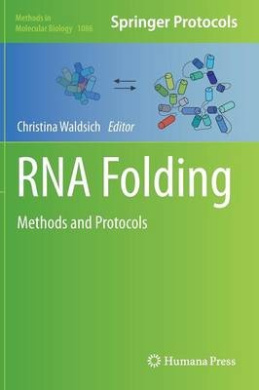 Methods in
Molecular Biology 1086
Springer Protocols
Christina Waldsich Editor
RNA Folding
Methods and Protocols
Humana Press